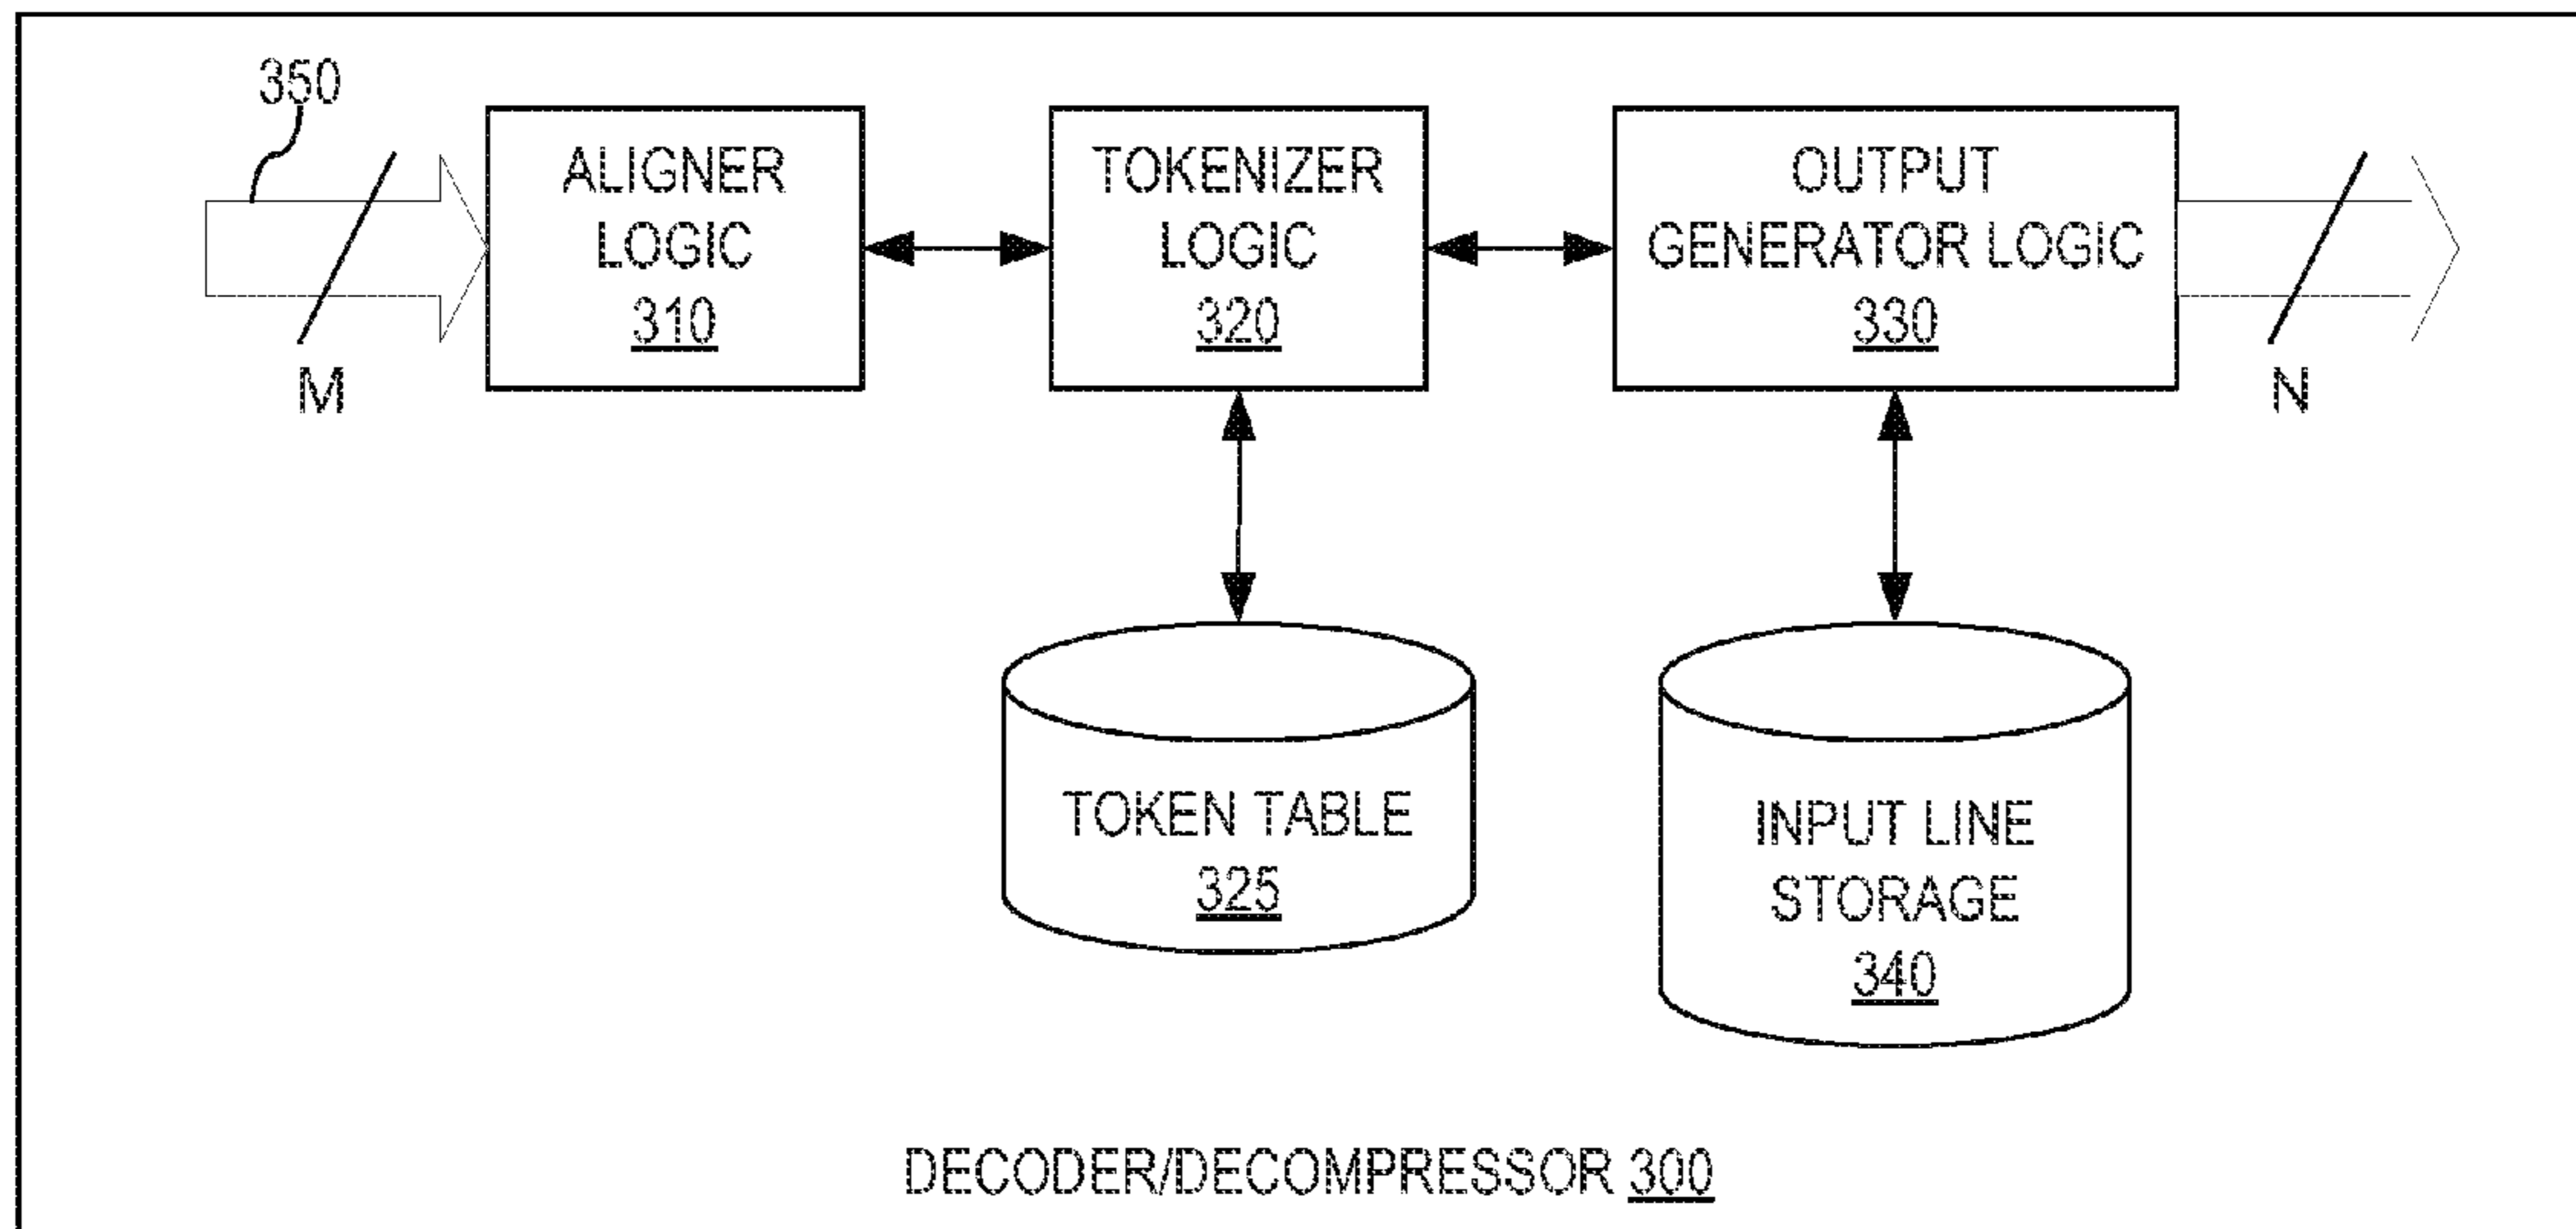 350
M
ALIGNER
LOGIC
310
TOKENIZER
LOGIC
320
OUTPUT
GENERATOR LOGIC
330
N
TOKEN TABLE
325
INPUT LINE
STORAGE
340
DECODER/DECOMPRESSOR 300